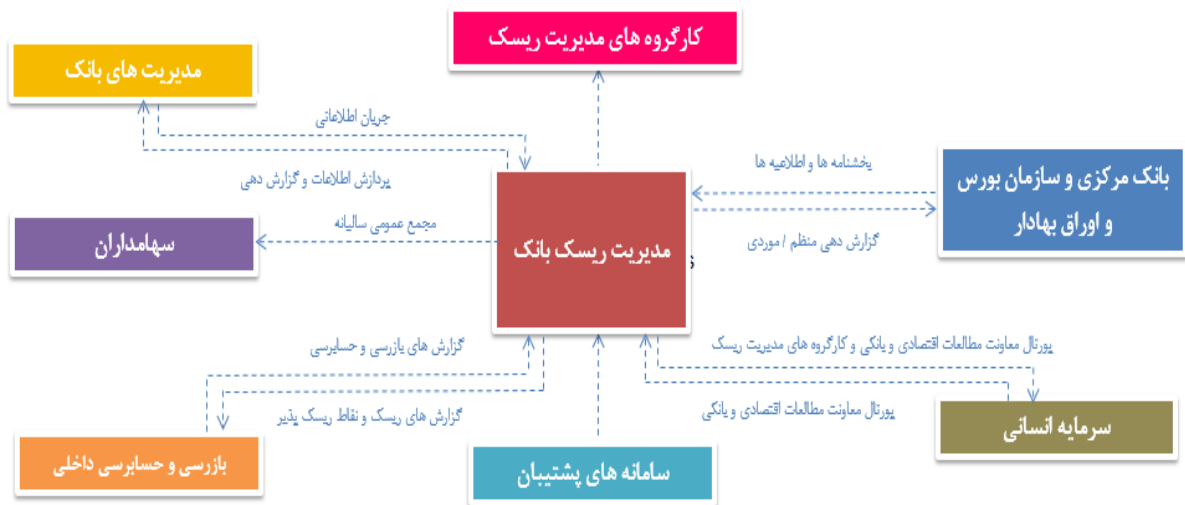 کارگروه های مدیریت ریسک
مدیریت های بانک
جریان اطلاعاتی
پردازش اطلاعات و گزارش دهی
بخشنامه ها و اطلاعیه ها
بانک مرکزی و سازمان بورس
و اوراق بهادار
گزارش دهی منظم / موردی
سهامداران
مجمع عمومی سالیانه
مدیریت ریسک بانک
گزارش های بازرسی و حسابرسی
پورتال معاونت مطالعات اقتصادی و بانکی و کارگروه های مدیریت ریسک
گزارش های ریسک و نقاط ریسک پذیر
پورتال معاونت مطالعات اقتصادی و بانکی
سرمایه انسانی
بازرسی و حسابرسی داخلی
سامانه های پشتیبان